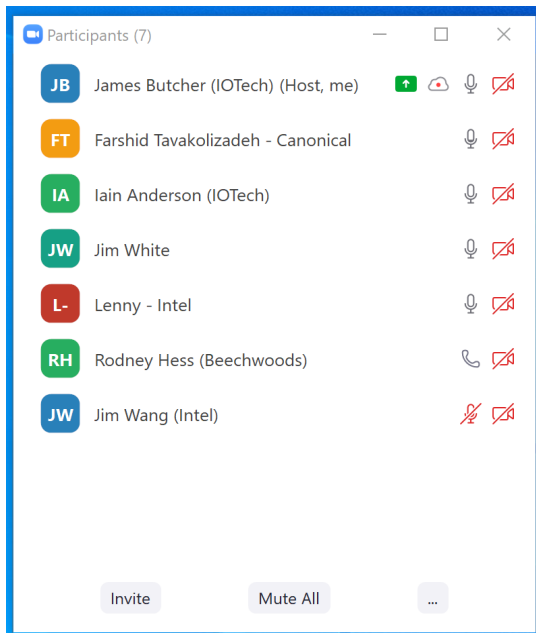 Participants (7)
JB James Butcher (IOTech) (Host, me)
FT Farshid Tavakolizadeh - Canonical
IA Iain Anderson (IOTech)
JW Jim White
L- Lenny - Intel
RH Rodney Hess (Beechwoods)
JW Jim Wang (Intel)
Invite Mute All ...